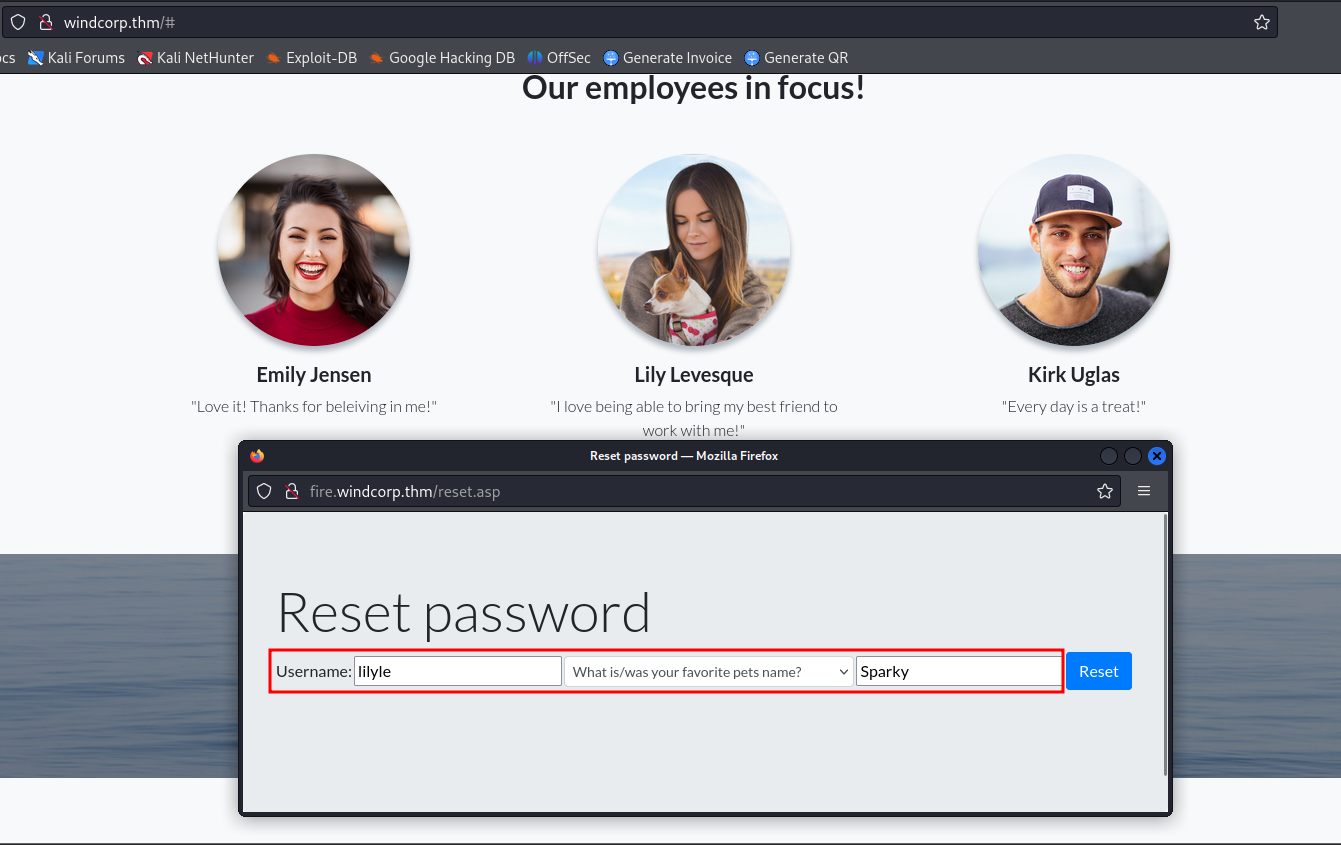 windcorp.thm/#
ocs Kali Forums Kali NetHunter Exploit-DB Google Hacking DB OffSec Generate Invoice Generate QR
Our employees in focus!
Emily Jensen
"Love it! Thanks for beleiving in me!"
Lily Levesque
"I love being able to bring my best friend to
work with me!"
Kirk Uglas
"Every day is a treat!"
Reset password — Mozilla Firefox
fire.windcorp.thm/reset.asp
Reset password
Username: lilyle What is/was your favorite pets name? Sparky Reset